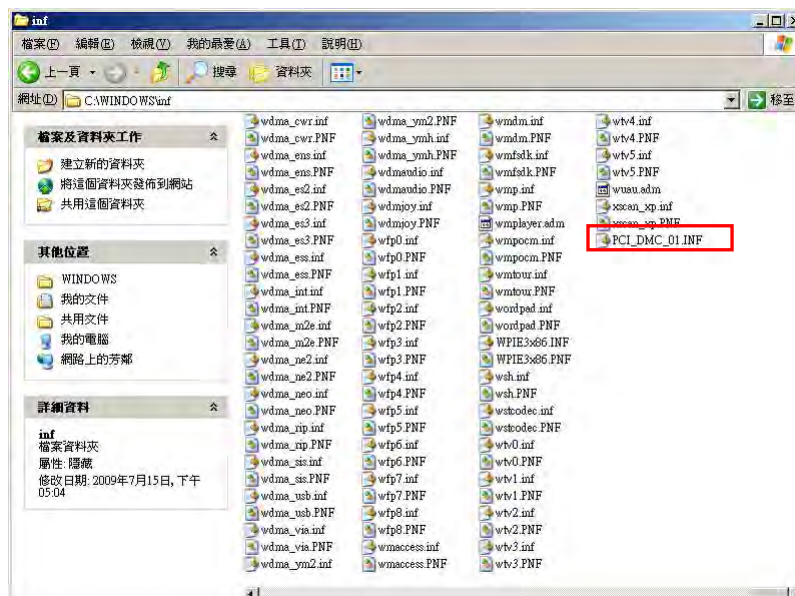 inf
檔案(F) 編輯(E) 檢視(V) 我的最愛(A) 工具(T) 說明(H)
上一頁 搜尋 資料夾
網址(D) C:\WINDOWS\inf 移至
檔案及資料夾工作
建立新的資料夾
將這個資料夾發佈到網站
共用這個資料夾
其他位置
WINDOWS
我的文件
共用文件
我的電腦
網路上的芳鄰
詳細資料
inf
檔案資料夾
屬性: 隱藏
修改日期: 2009年7月15日, 下午
05:04
wdma_cwr.inf
wdma_cwr.PNF
wdma_ens.inf
wdma_ens.PNF
wdma_es2.inf
wdma_es2.PNF
wdma_es3.inf
wdma_es3.PNF
wdma_ess.inf
wdma_ess.PNF
wdma_int.inf
wdma_int.PNF
wdma_m2e.inf
wdma_m2e.PNF
wdma_ne2.inf
wdma_ne2.PNF
wdma_neo.inf
wdma_neo.PNF
wdma_rip.inf
wdma_rip.PNF
wdma_sis.inf
wdma_sis.PNF
wdma_usb.inf
wdma_usb.PNF
wdma_via.inf
wdma_via.PNF
wdma_ym2.inf
wdma_ym2.PNF
wdma_ymh.inf
wdma_ymh.PNF
wdmaudio.inf
wdmaudio.PNF
wdmjoy.inf
wdmjoy.PNF
wfp0.inf
wfp0.PNF
wfp1.inf
wfp1.PNF
wfp2.inf
wfp2.PNF
wfp3.inf
wfp3.PNF
wfp4.inf
wfp4.PNF
wfp5.inf
wfp5.PNF
wfp6.inf
wfp6.PNF
wfp7.inf
wfp7.PNF
wfp8.inf
wfp8.PNF
wmaccess.inf
wmaccess.PNF
wmdm.inf
wmdm.PNF
wmfsdk.inf
wmfsdk.PNF
wmp.inf
wmp.PNF
wmplayer.adm
wmpocm.inf
wmpocm.PNF
wmtour.inf
wmtour.PNF
wordpad.inf
wordpad.PNF
WPIE3x86.INF
WPIE3x86.PNF
wsh.inf
wsh.PNF
wstcodec.inf
wstcodec.PNF
wtv0.inf
wtv0.PNF
wtv1.inf
wtv1.PNF
wtv2.inf
wtv2.PNF
wtv3.inf
wtv3.PNF
wtv4.inf
wtv4.PNF
wtv5.inf
wtv5.PNF
wuau.adm
xscan_xp.inf
xscan_xp.PNF
PCI_DMC_01.INF